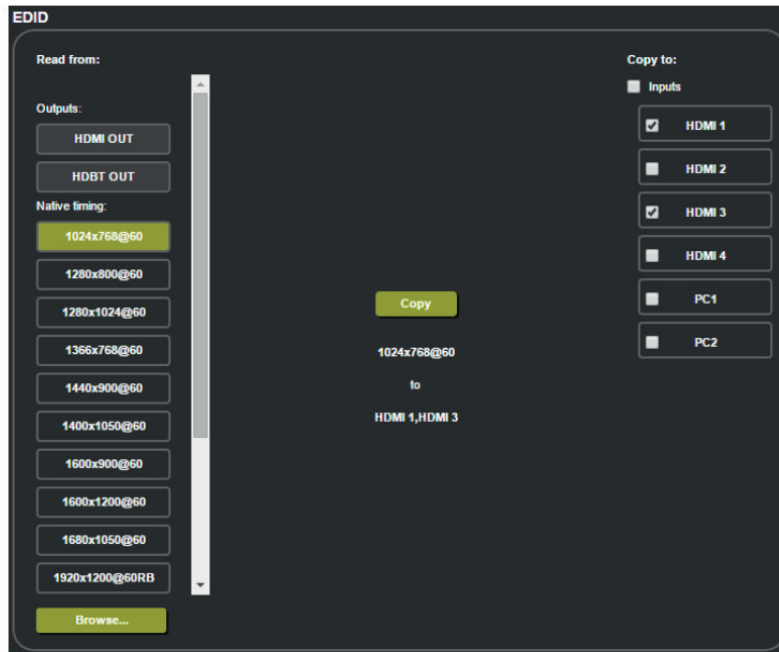 EDID
Read from:
Outputs:
HDMI OUT
HDBT OUT
Native timing:
1024x768@60
1280x800@60
1280x1024@60
1366x768@60
1440x900@60
1400x1050@60
1600x900@60
1600x1200@60
1680x1050@60
1920x1200@60RB
Browse...
Copy
1024x768@60
to
HDMI 1,HDMI 3
Copy to:
Inputs
HDMI 1
HDMI 2
HDMI 3
HDMI 4
PC1
PC2